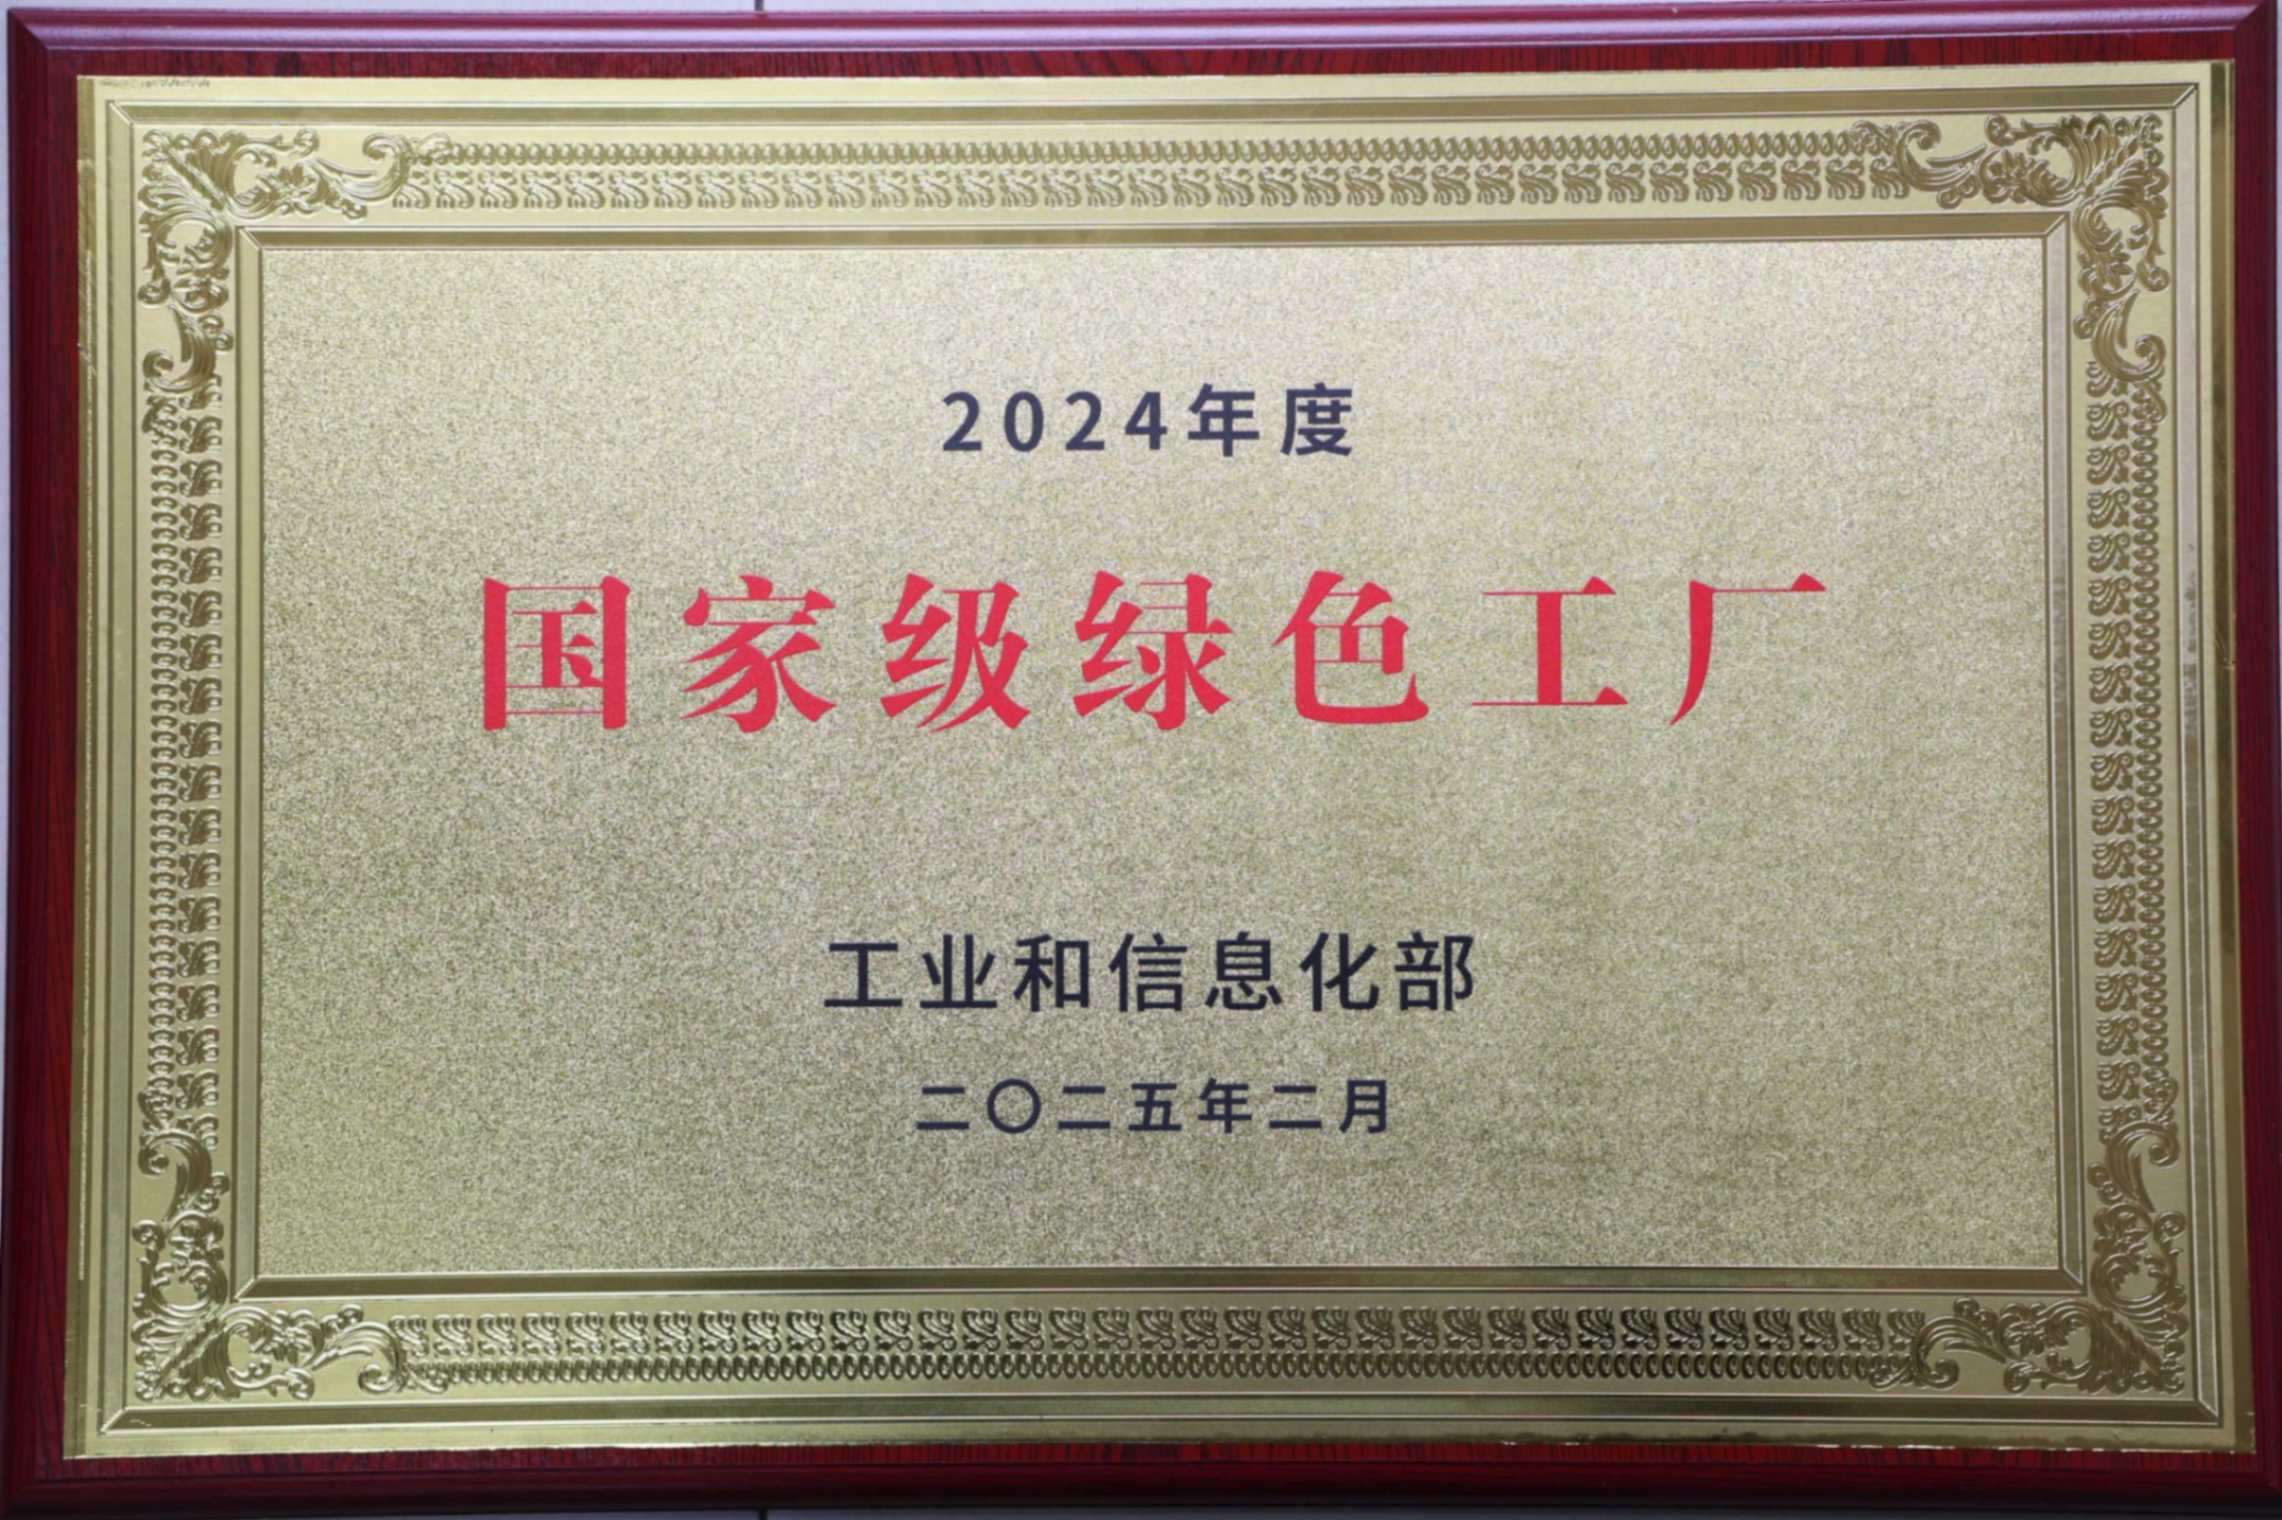 2024年度
国家级绿色工厂
工业和信息化部
二〇二五年二月